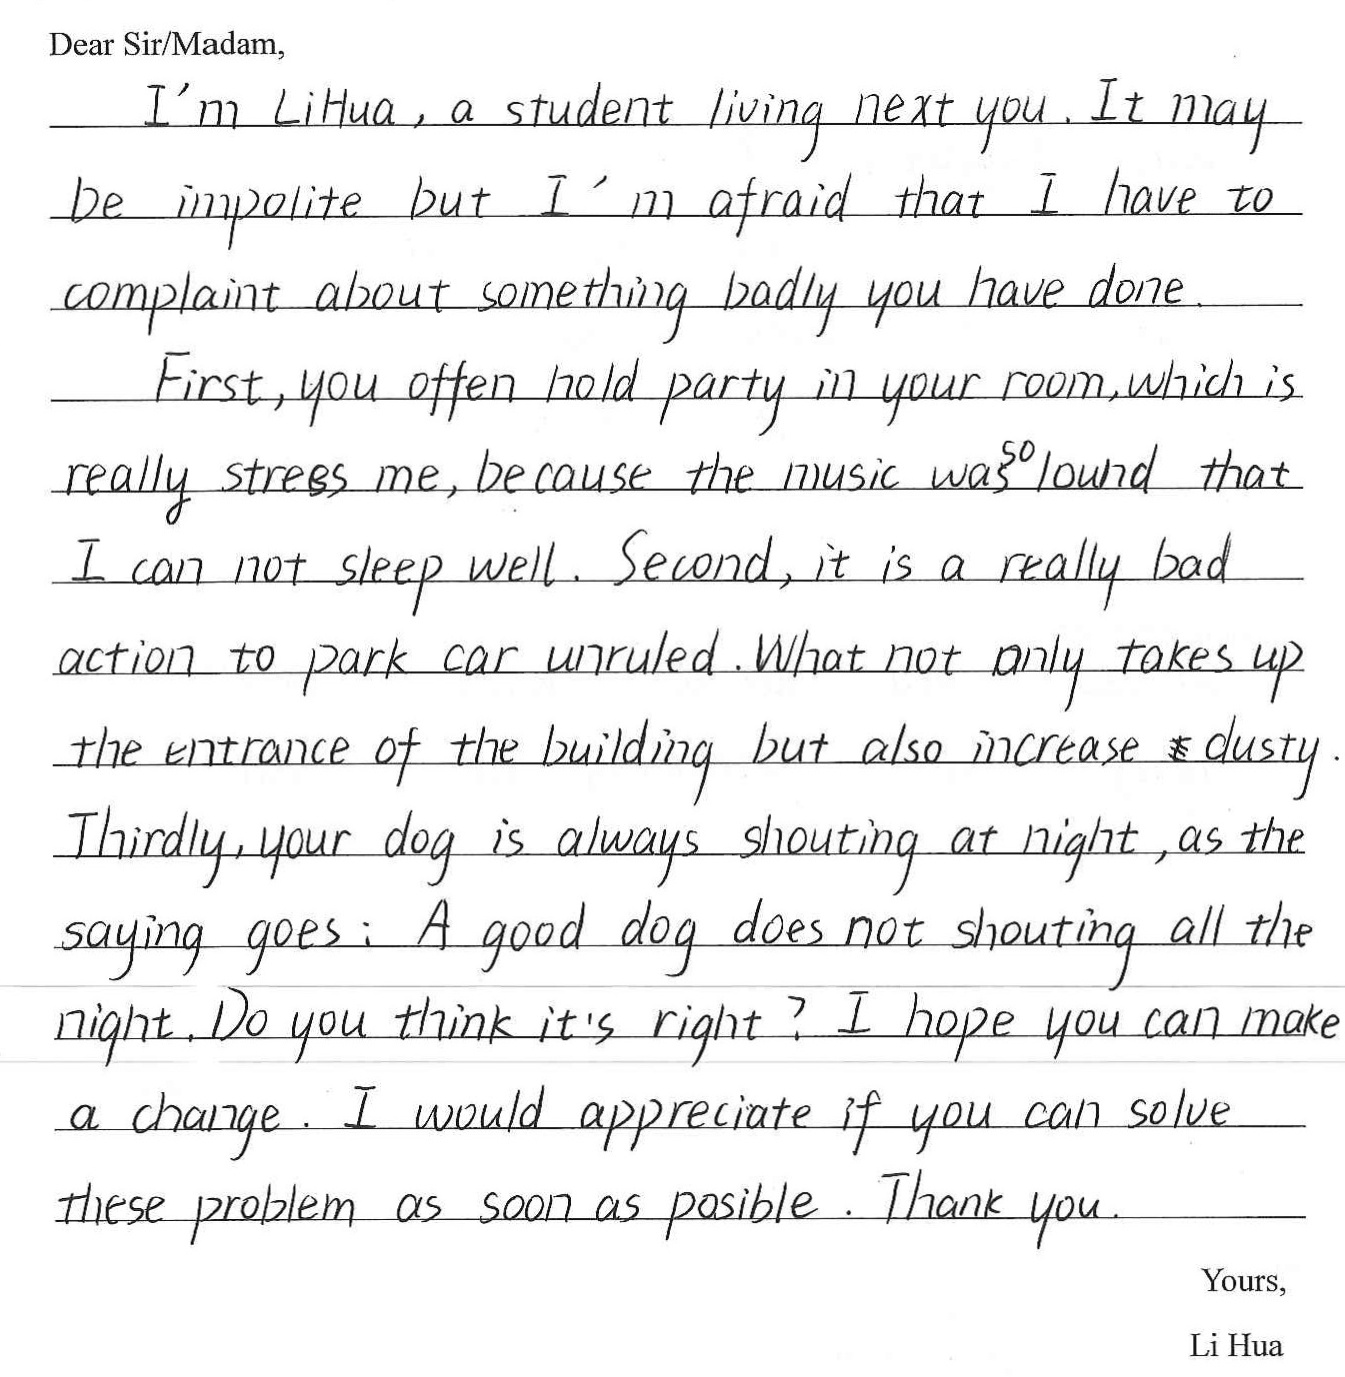 Dear Sir/Madam,
I'm LiHua, a student living next you. It may
be impolite but I'm afraid that I have to
complaint about something badly you have done.
First, you offen hold party in your room, which is
really stress me, because the music was so lound that
I can not sleep well. Second, it is a really bad
action to park car unruled. What not only takes up
the entrance of the building but also increase dusty.
Thirdly, your dog is always shouting at night, as the
saying goes: A good dog does not shouting all the
night. Do you think it's right? I hope you can make
a change. I would appreciate if you can solve
these problem as soon as posible. Thank you.
Yours,
Li Hua